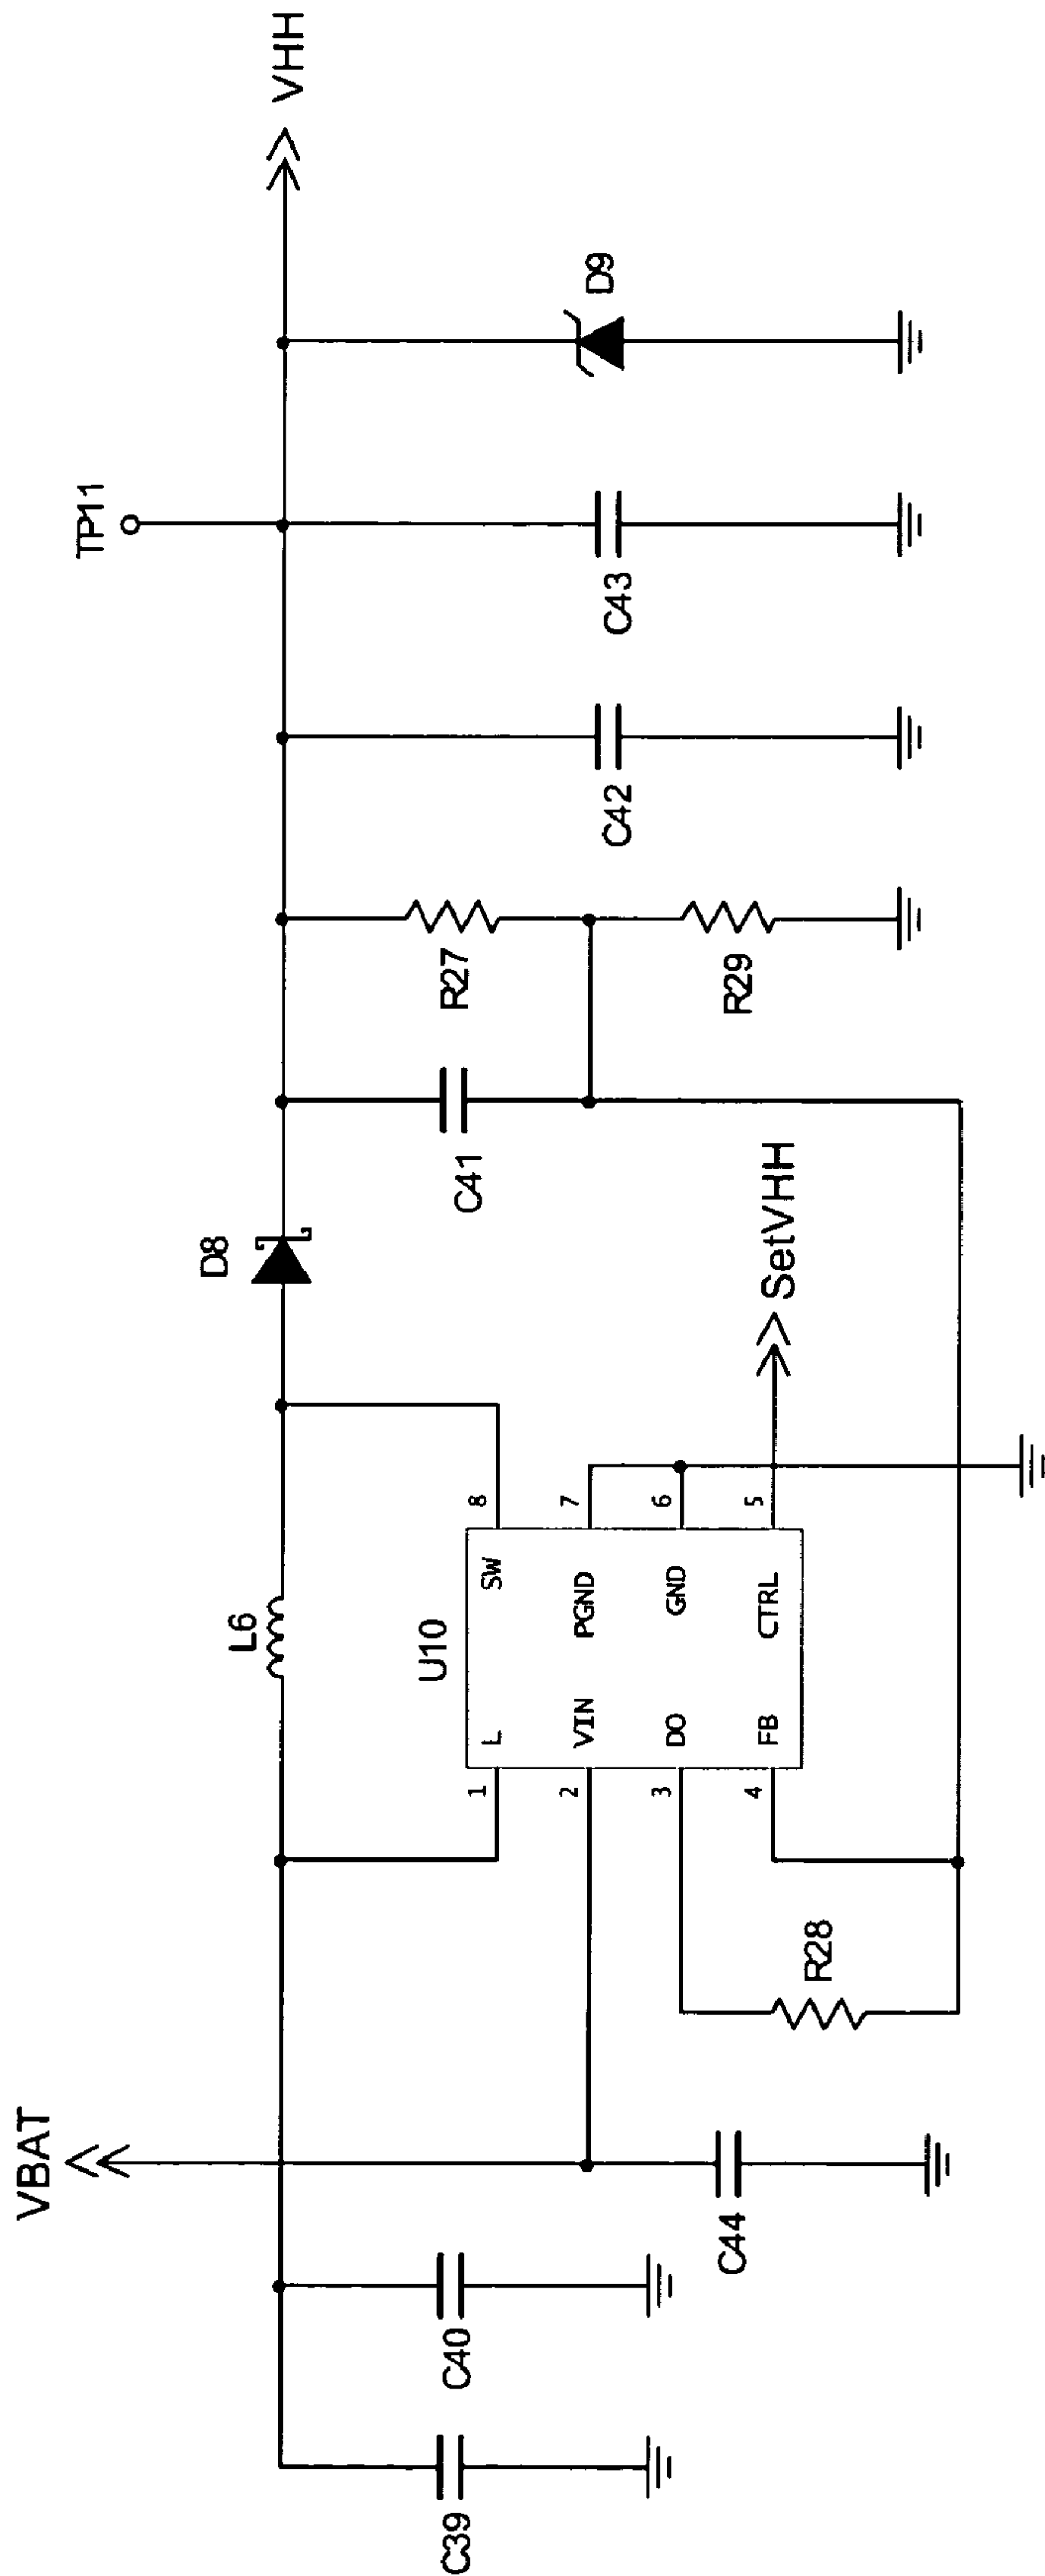 VHH
TP11
D9
C43
C42
R27
R29
C41
D8
SetVHH
L6
U10
8
7
6
5
SW
PGND
GND
CTRL
L
VIN
DO
FB
1
2
3
4
R28
VBAT
C44
C40
C39